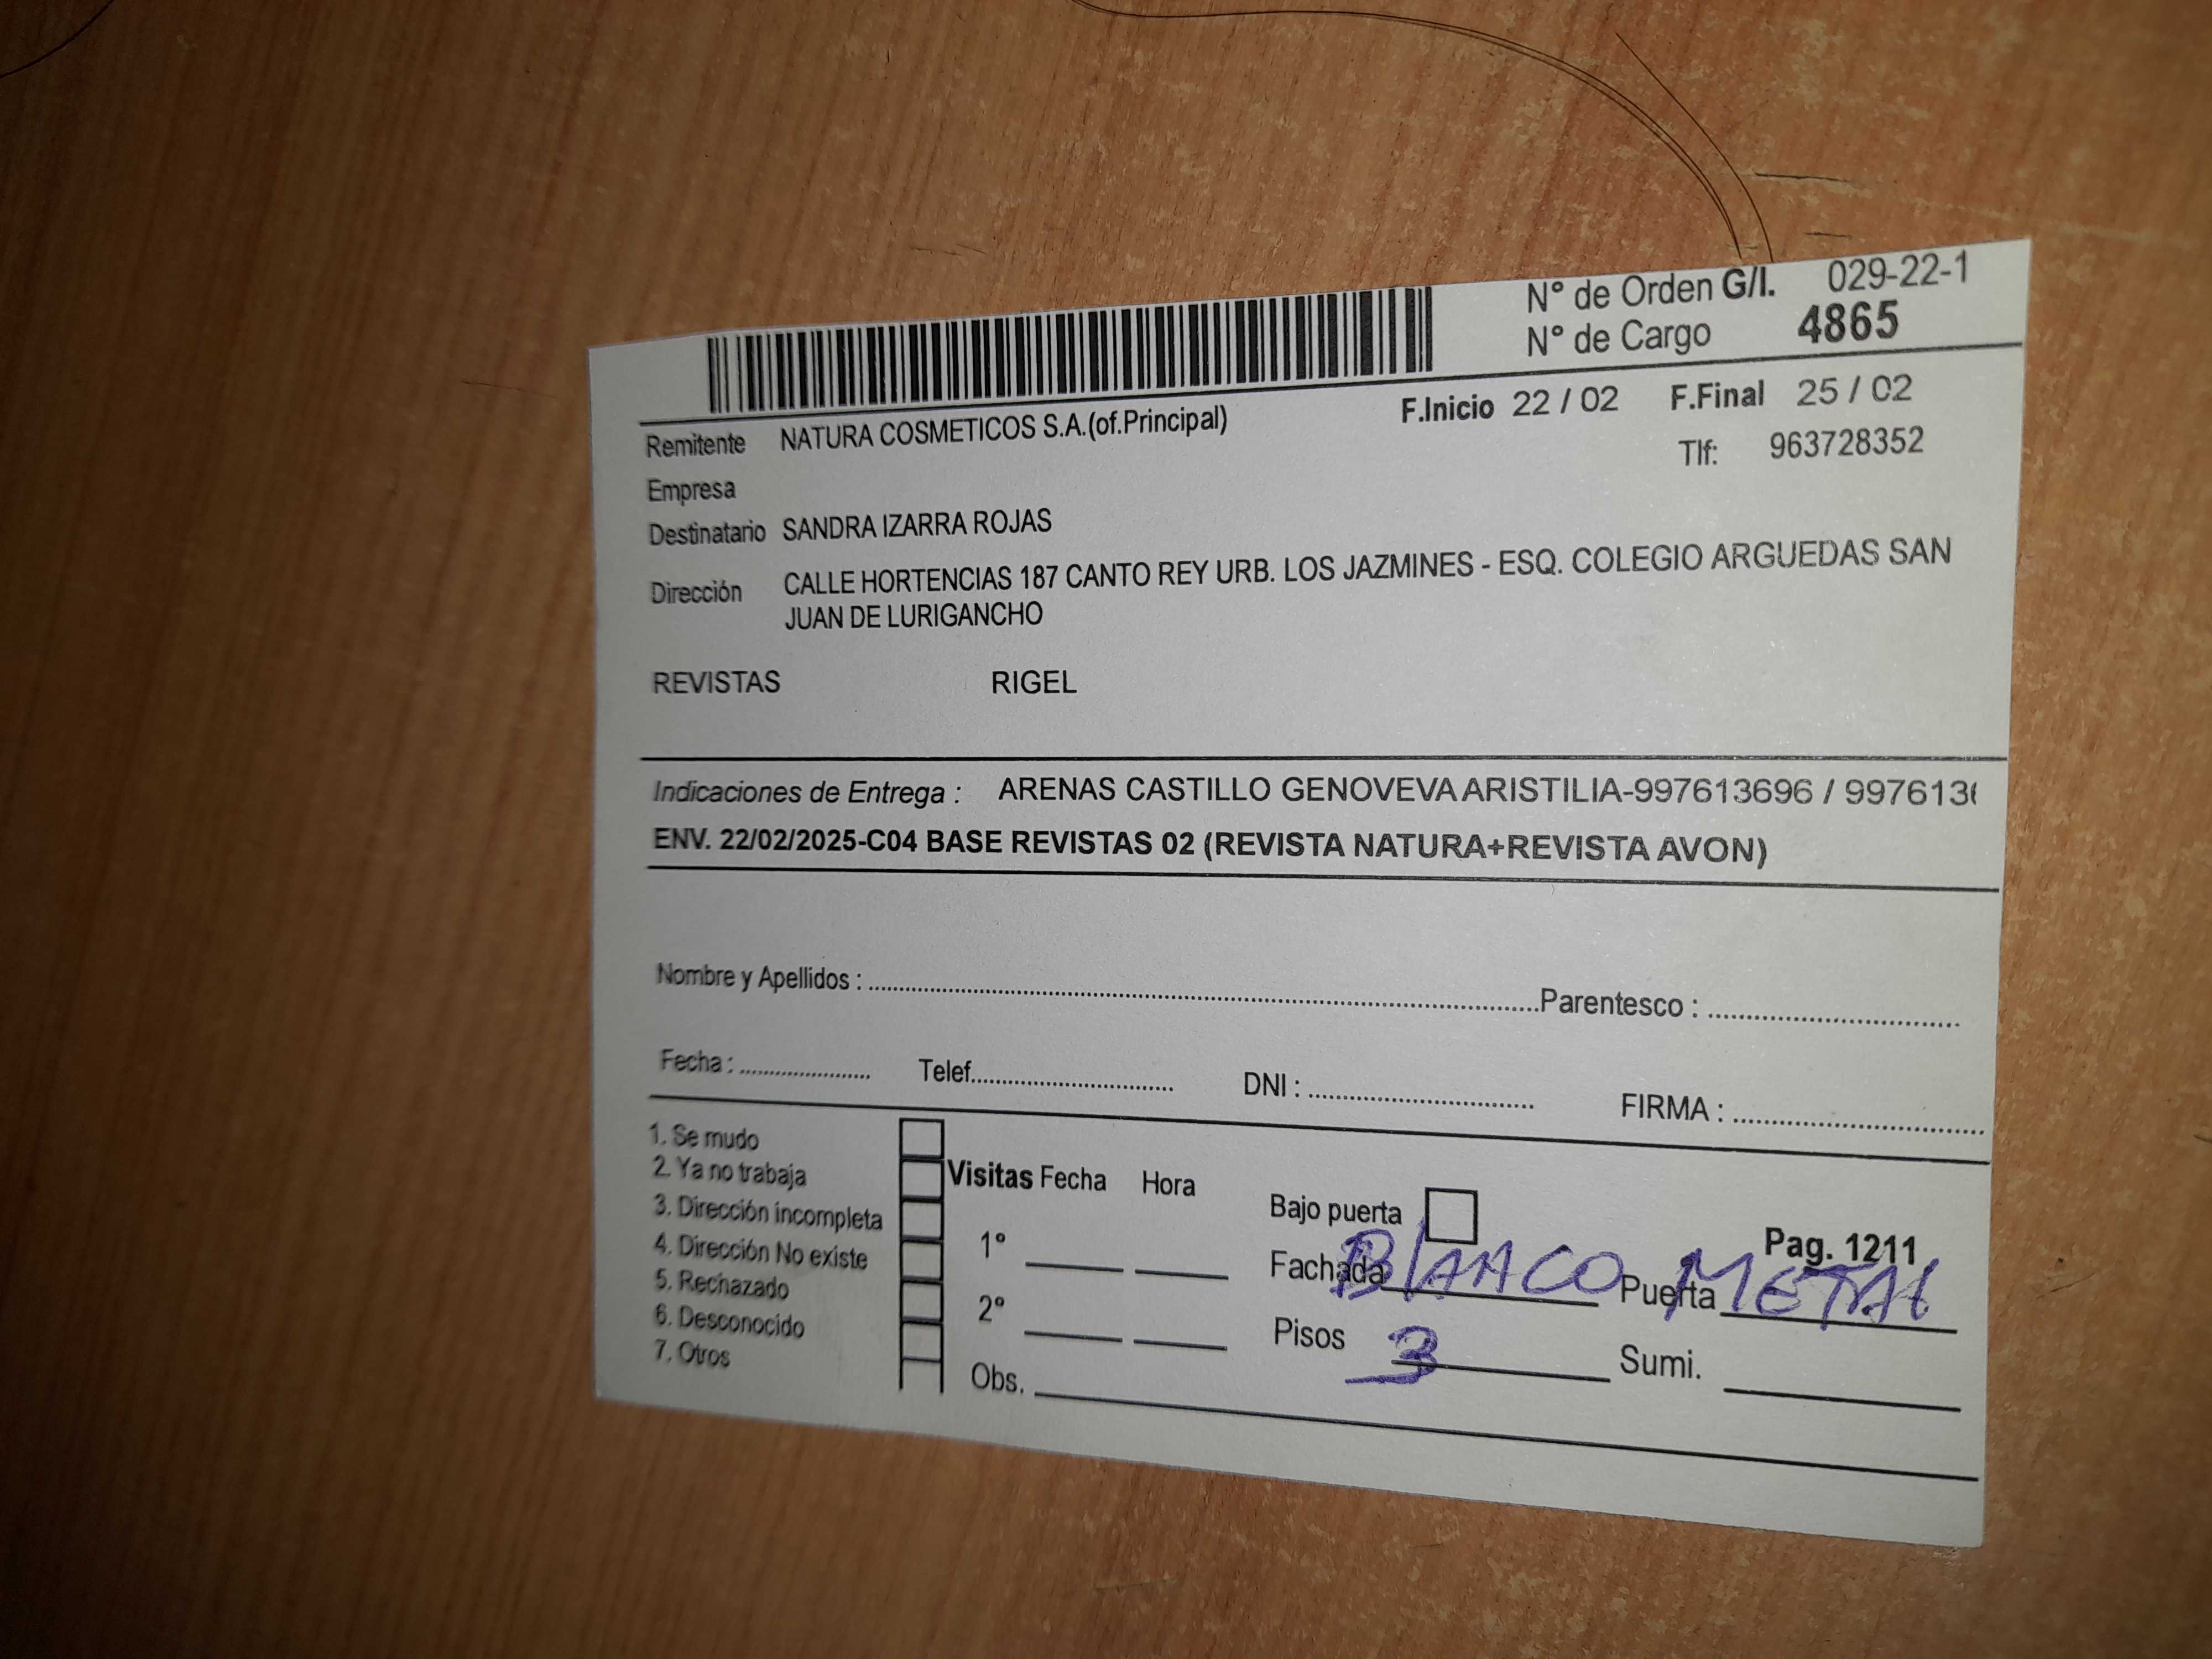 N° de Orden G/I. 029-22-1
N° de Cargo 4865
F.Inicio 22 / 02 F.Final 25 / 02
Remitente NATURA COSMETICOS S.A.(of.Principal)
Tlf: 963728352
Empresa
Destinatario SANDRA IZARRA ROJAS
Dirección CALLE HORTENCIAS 187 CANTO REY URB. LOS JAZMINES - ESQ. COLEGIO ARGUEDAS SAN
JUAN DE LURIGANCHO
REVISTAS RIGEL
Indicaciones de Entrega : ARENAS CASTILLO GENOVEVA ARISTILIA-997613696 / 9976136
ENV. 22/02/2025-C04 BASE REVISTAS 02 (REVISTA NATURA+REVISTA AVON)
Nombre y Apellidos : Parentesco :
Fecha : Telef. DNI : FIRMA :
1. Se mudo
2. Ya no trabaja
3. Dirección incompleta
4. Dirección No existe
5. Rechazado
6. Desconocido
7. Otros
Visitas Fecha Hora
1°
2°
Obs.
Bajo puerta
Pag. 1211
Fachada BLANCO Puerta METAL
Pisos 3 Sumi.